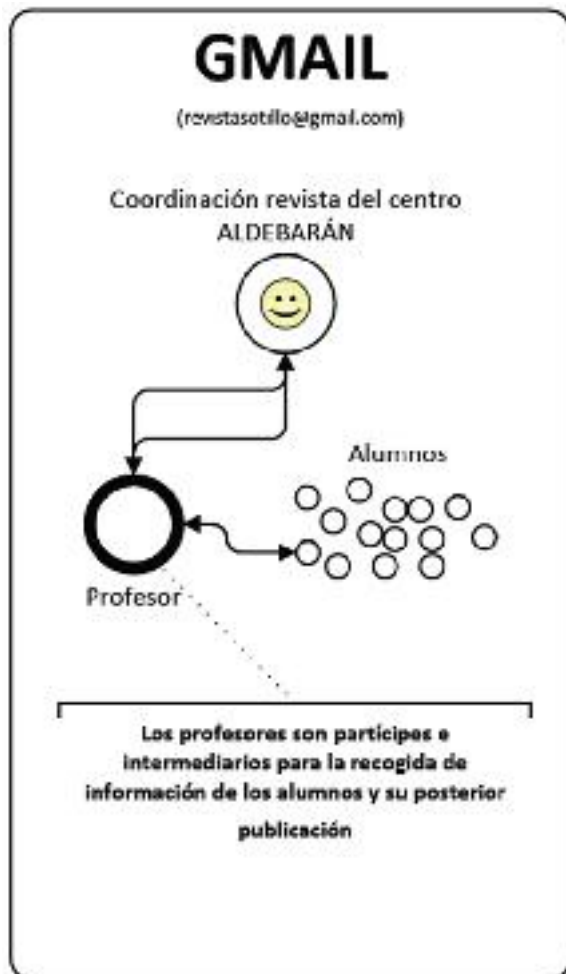 GMAIL
(revistasotillo@gmail.com)
Coordinación revista del centro
ALDEBARÁN
Alumnos
Profesor
Los profesores son partícipes e
intermediarios para la recogida de
información de los alumnos y su posterior
publicación